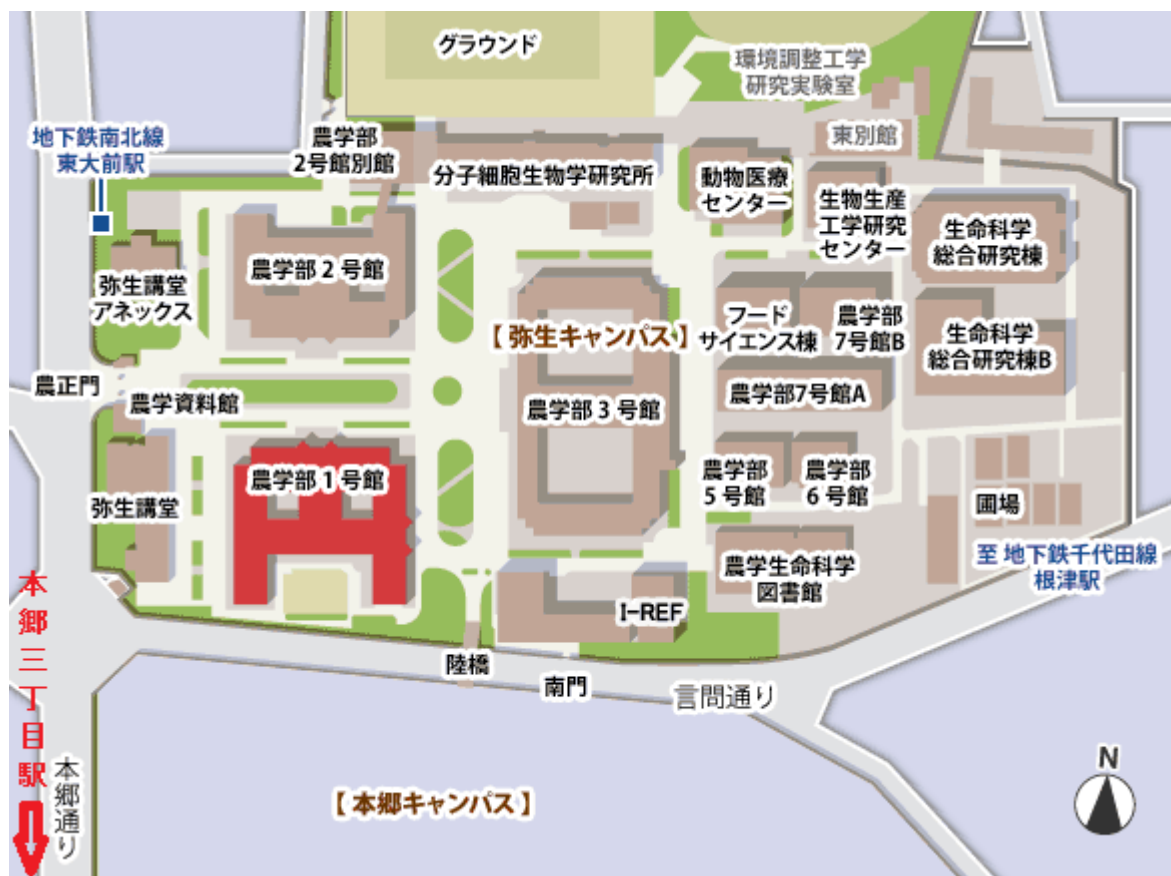 グラウンド
環境調整工学
研究実験室
地下鉄南北線
東大前駅
農学部
2号館別館
東別館
分子細胞生物学研究所
動物医療
センター
生物生産
工学研究
センター
生命科学
総合研究棟
農学部 2 号館
弥生講堂
アネックス
【 弥生キャンパス 】
フード
サイエンス棟
農学部
7号館B
生命科学
総合研究棟B
農正門
農学資料館
農学部 3 号館
農学部7号館A
農学部 1 号館
弥生講堂
農学部
5 号館
農学部
6 号館
圃場
至 地下鉄千代田線
根津駅
農学生命科学
図書館
I-REF
陸橋
南門
言問通り
本郷三丁目駅
本郷通り
【 本郷キャンパス 】
N